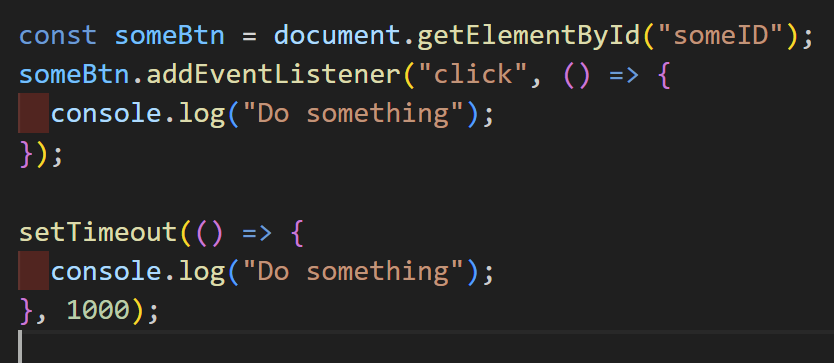 const someBtn = document.getElementById("someID");
someBtn.addEventListener("click", () => {
  console.log("Do something");
});

setTimeout(() => {
  console.log("Do something");
}, 1000);